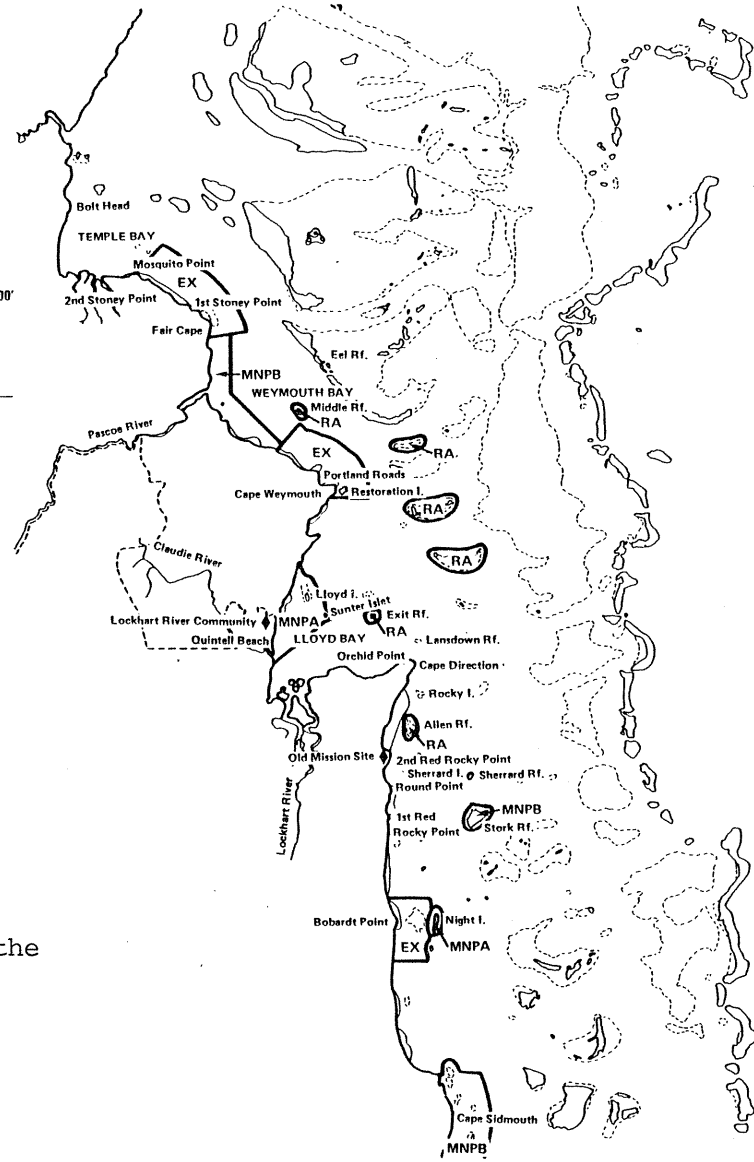 Bolt Head
TEMPLE BAY
Mosquito Point
EX
00'
2nd Stoney Point
1st Stoney Point
Fair Cape
Eel Rf.
MNPB
WEYMOUTH BAY
Middle Rf.
RA
Pascoe River
EX
RA.
Portland Roads
Cape Weymouth
Restoration I.
RA
Claudie River
RA
Lloyd i.
Sunter Islet
Lockhart River Community
MNPA
Exit Rf.
RA
Quintell Beach
LLOYD BAY
Lansdown Rf.
Orchid Point
Cape Direction
Rocky I.
Allen Rf.
RA
Old Mission Site
2nd Red Rocky Point
Sherrard I.
Sherrard Rf.
Round Point
Lockhart River
MNPB
1st Red
Rocky Point
Stork Rf.
Bobardt Point
Night I.
EX
MNPA
the
Cape Sidmouth
MNPB